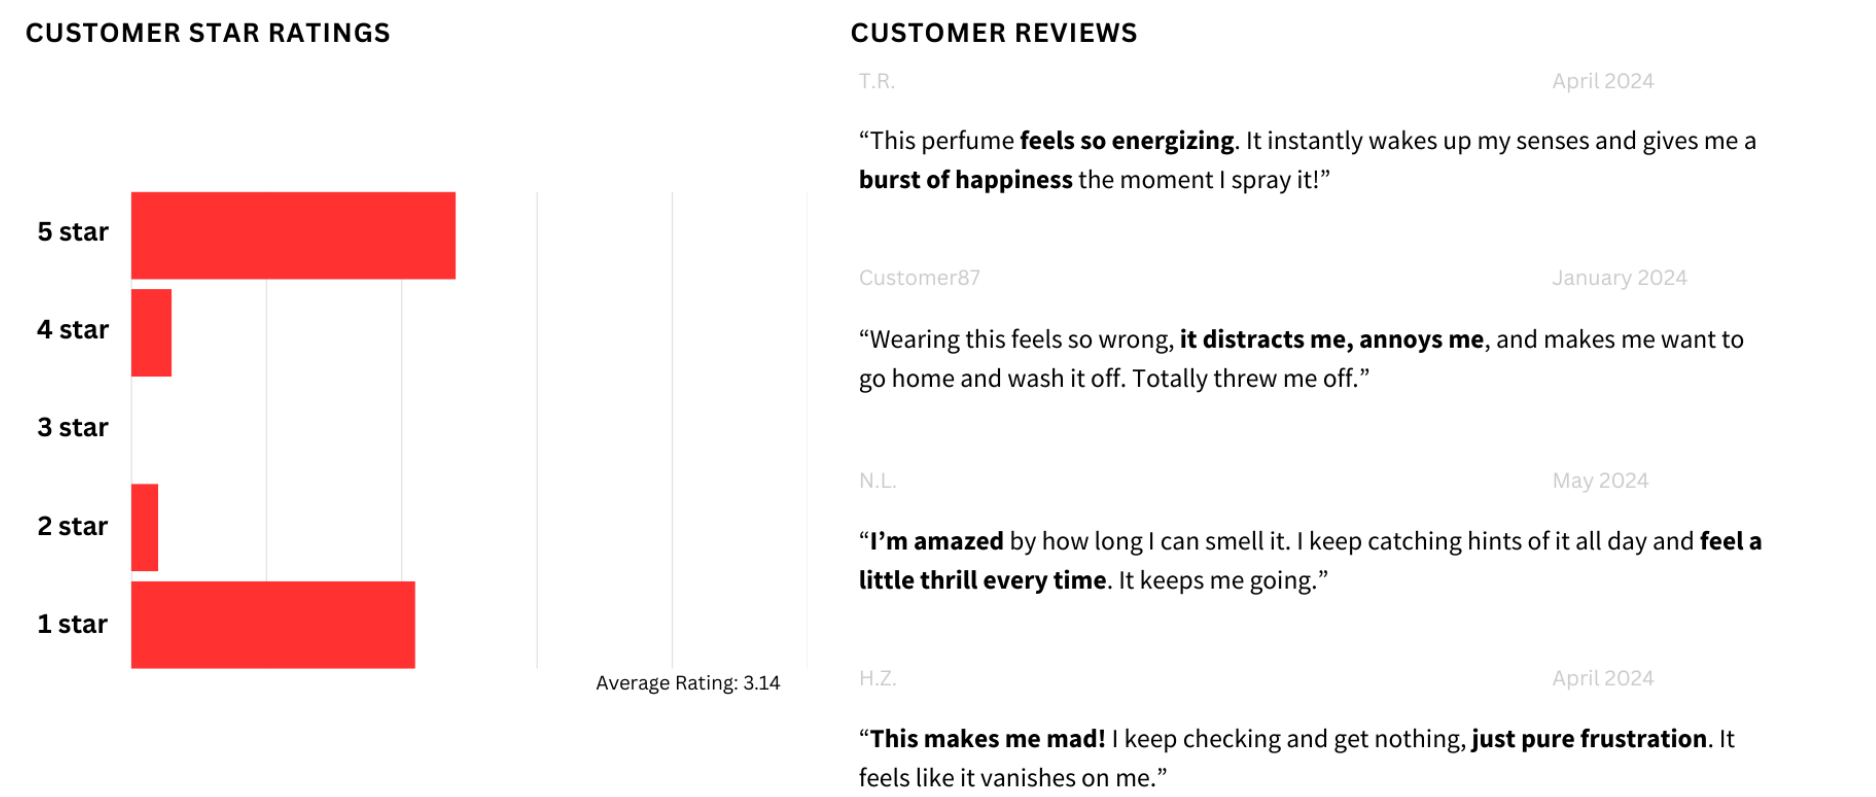 CUSTOMER STAR RATINGS
5 star
4 star
3 star
2 star
1 star
Average Rating: 3.14
CUSTOMER REVIEWS
T.R. April 2024
“This perfume feels so energizing. It instantly wakes up my senses and gives me a
burst of happiness the moment I spray it!”
Customer87 January 2024
“Wearing this feels so wrong, it distracts me, annoys me, and makes me want to
go home and wash it off. Totally threw me off.”
N.L. May 2024
“I’m amazed by how long I can smell it. I keep catching hints of it all day and feel a
little thrill every time. It keeps me going.”
H.Z. April 2024
“This makes me mad! I keep checking and get nothing, just pure frustration. It
feels like it vanishes on me.”